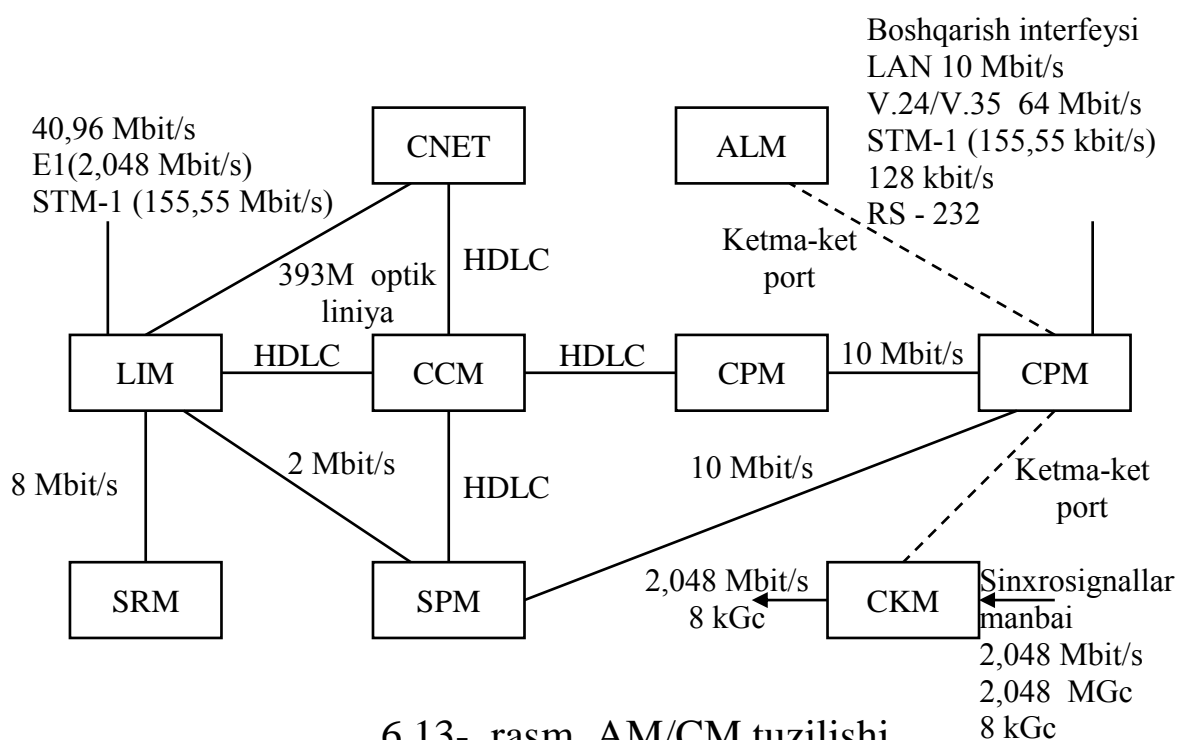 Boshqarish interfeysi
LAN 10 Mbit/s
V.24/V.35 64 Mbit/s
STM-1 (155,55 kbit/s)
128 kbit/s
RS - 232
40,96 Mbit/s
E1(2,048 Mbit/s)
STM-1 (155,55 Mbit/s)
CNET
ALM
Ketma-ket
port
393M optik
liniya
HDLC
LIM
HDLC
CCM
HDLC
CPM
10 Mbit/s
CPM
8 Mbit/s
2 Mbit/s
HDLC
10 Mbit/s
Ketma-ket
port
SRM
SPM
2,048 Mbit/s
8 kGc
CKM
Sinxrosignallar
manbai
2,048 Mbit/s
2,048 MGc
8 kGc
6.13- rasm. AM/CM tuzilishi